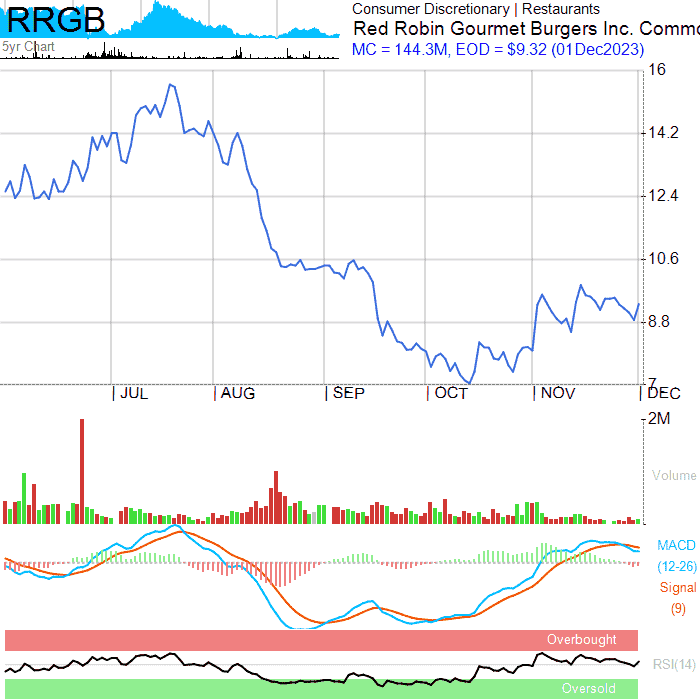 RRGB
5yr Chart
Consumer Discretionary | Restaurants
Red Robin Gourmet Burgers Inc. Commo
MC = 144.3M, EOD = $9.32 (01Dec2023)
16
14.2
12.4
10.6
8.8
7
JUL AUG SEP OCT NOV DEC
2M
Volume
MACD
(12-26)
Signal
(9)
Overbought
RSI(14)
Oversold